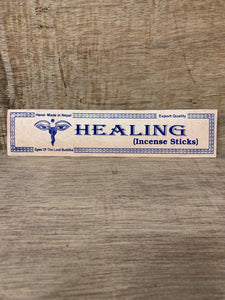 Hand Made in Nepal
Export Quality
HEALING
(Incense Sticks)
Eyes Of The Lord Buddha